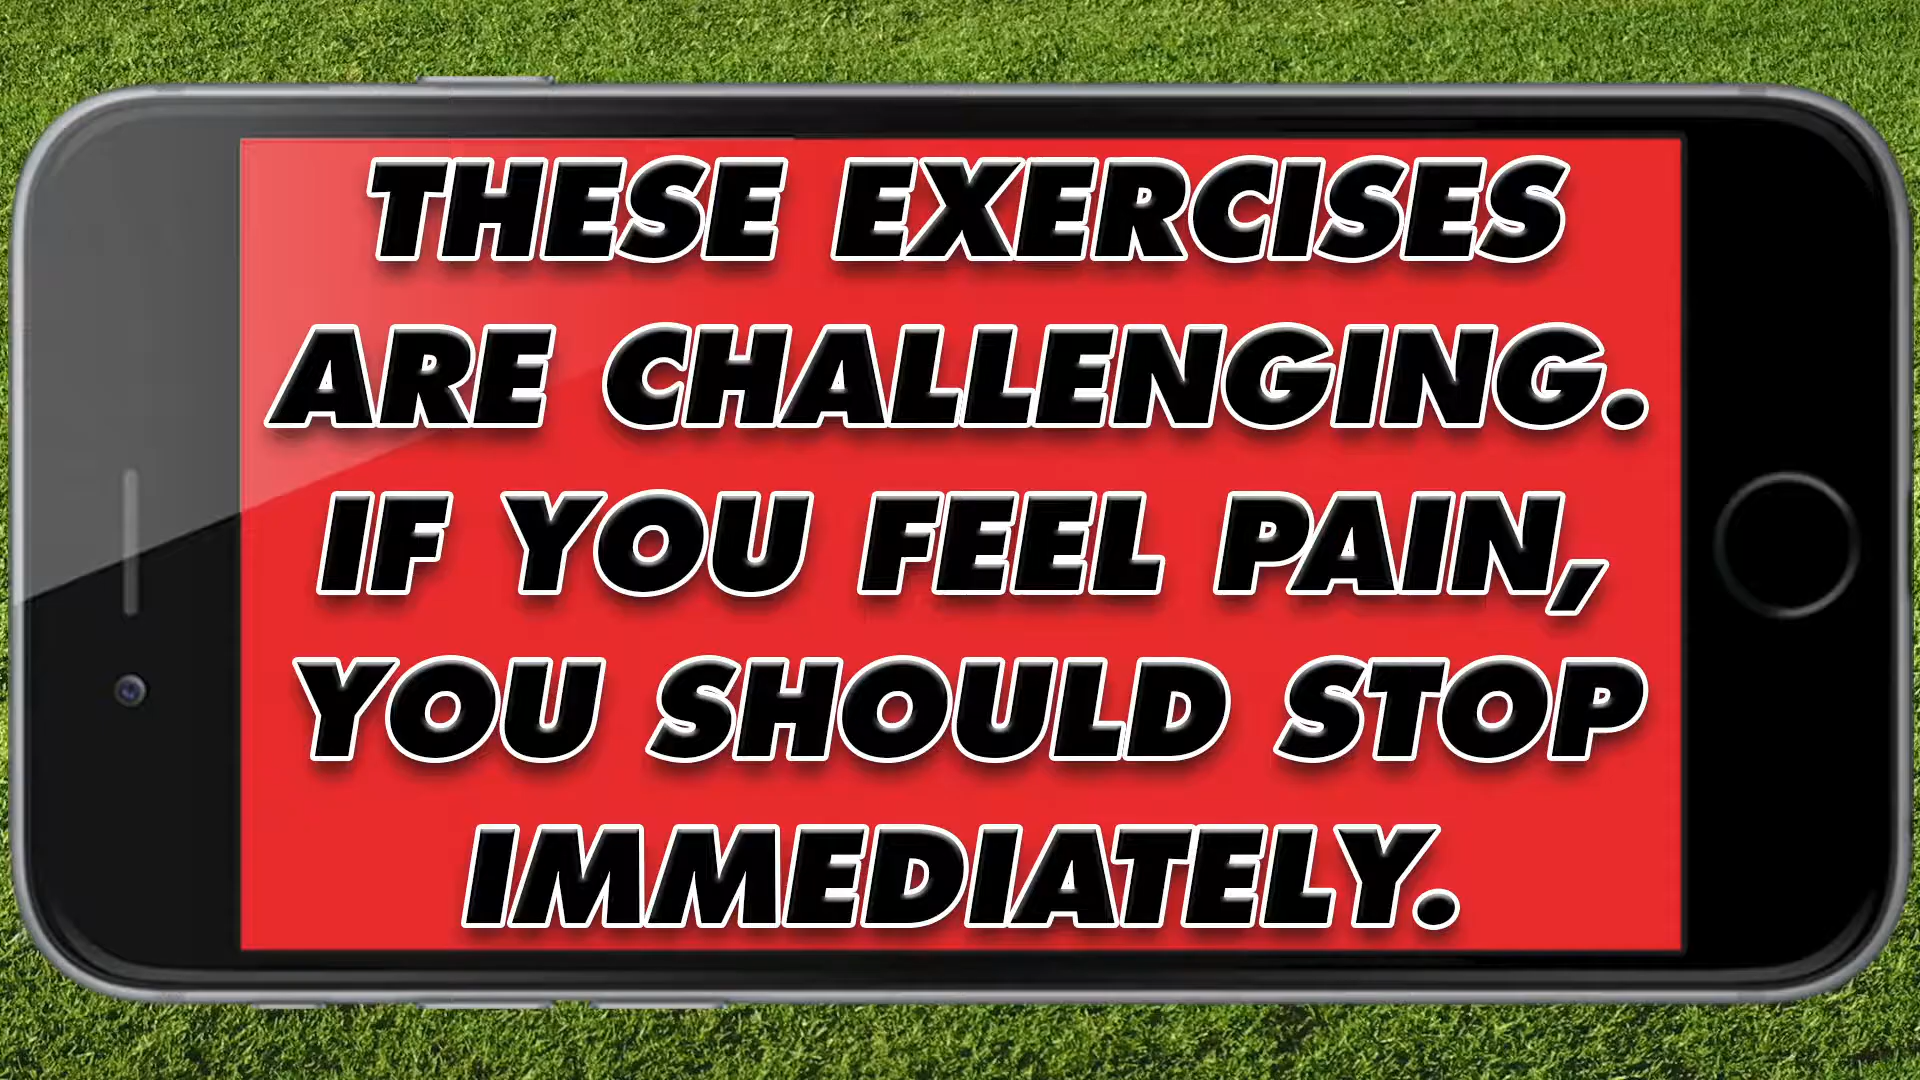 THESE EXERCISES
ARE CHALLENGING.
IF YOU FEEL PAIN,
YOU SHOULD STOP
IMMEDIATELY.